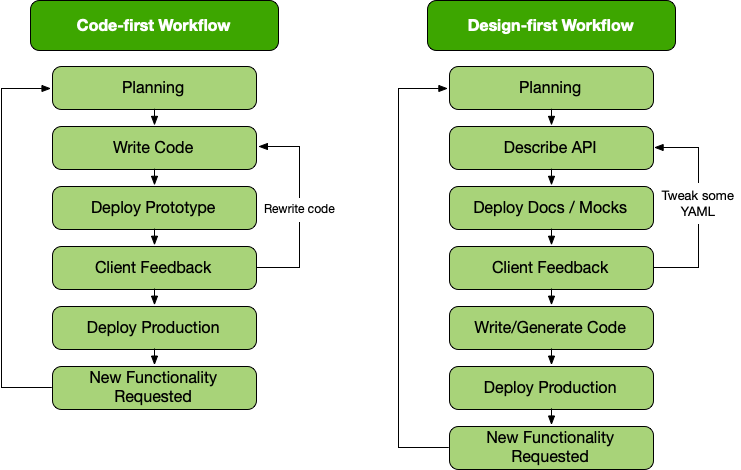 Code-first Workflow
Planning
Write Code
Deploy Prototype
Rewrite code
Client Feedback
Deploy Production
New Functionality
Requested
Design-first Workflow
Planning
Describe API
Tweak some
YAML
Deploy Docs / Mocks
Client Feedback
Write/Generate Code
Deploy Production
New Functionality
Requested